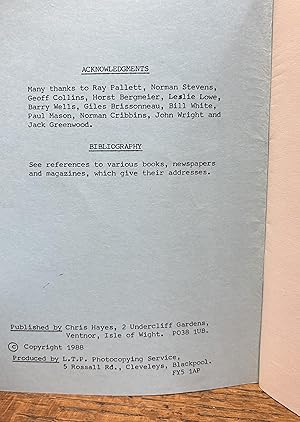 ACKNOWLEDGMENTS
Many thanks to Ray Pallett, Norman Stevens,
Geoff Collins, Horst Bergmeier, Leslie Lowe,
Barry Wells, Giles Brissonneau, Bill White,
Paul Mason, Norman Cribbins, John Wright and
Jack Greenwood.
BIBLIOGRAPHY
See references to various books, newspapers
and magazines, which give their addresses.
Published by Chris Hayes, 2 Undercliff Gardens,
Ventnor, Isle of Wight. PO38 1UB.
© Copyright 1988
Produced by L.T.P. Photocopying Service,
5 Rossall Rd., Cleveleys, Blackpool.
FY5 1AP